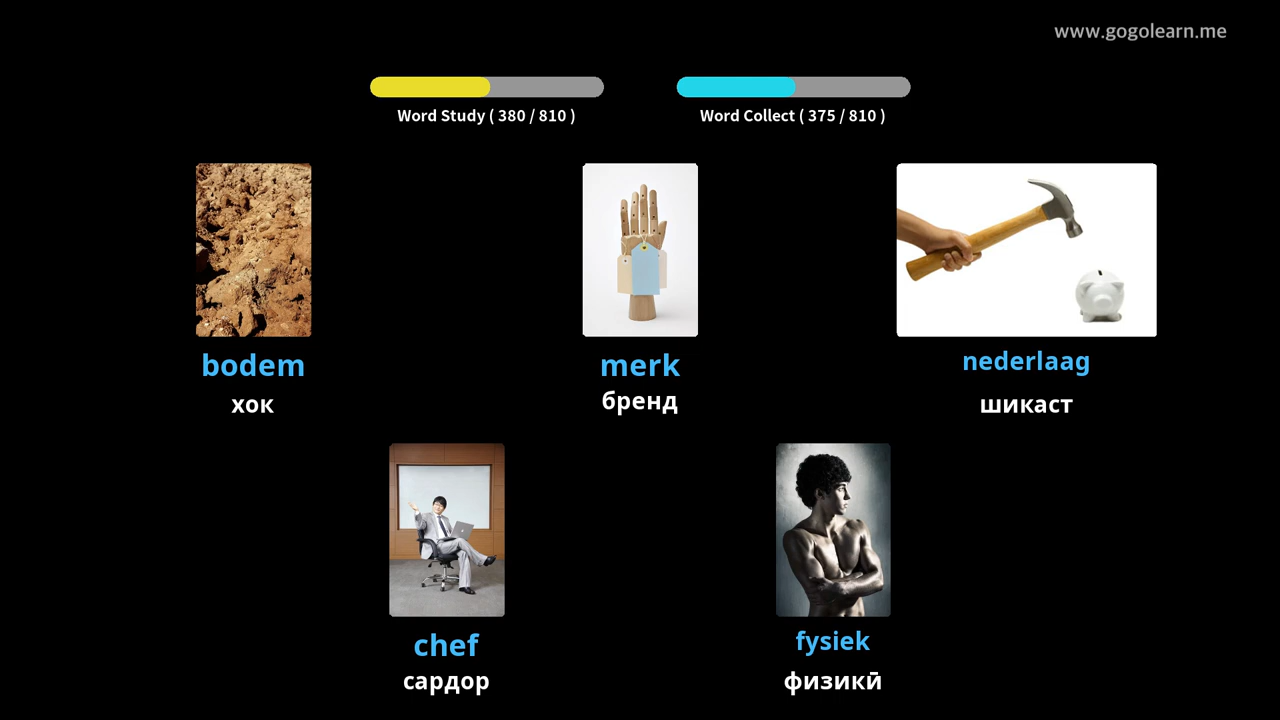 www.gogolearn.me
Word Study ( 380 / 810 )
Word Collect ( 375 / 810 )
bodem
хок
merk
бренд
nederlaag
шикаст
chef
сардор
fysiek
физикӣ